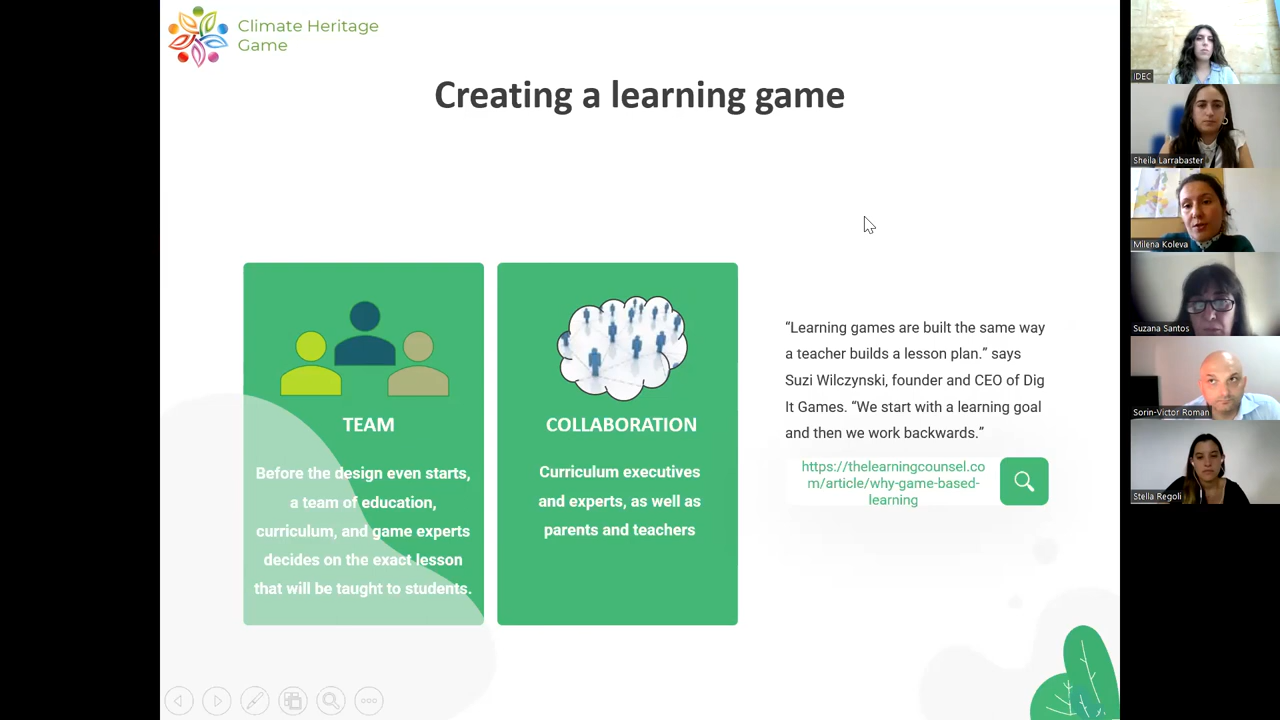 Climate Heritage
Game
Creating a learning game
TEAM
Before the design even starts,
a team of education,
curriculum, and game experts
decides on the exact lesson
that will be taught to students.
COLLABORATION
Curriculum executives
and experts, as well as
parents and teachers
“Learning games are built the same way
a teacher builds a lesson plan.” says
Suzi Wilczynski, founder and CEO of Dig
It Games. “We start with a learning goal
and then we work backwards.”
https://thelearningcounsel.co
m/article/why-game-based-
learning
IDEC
Sheila Larrabaster
Milena Koleva
Suzana Santos
Sorin-Victor Roman
Stella Regoli